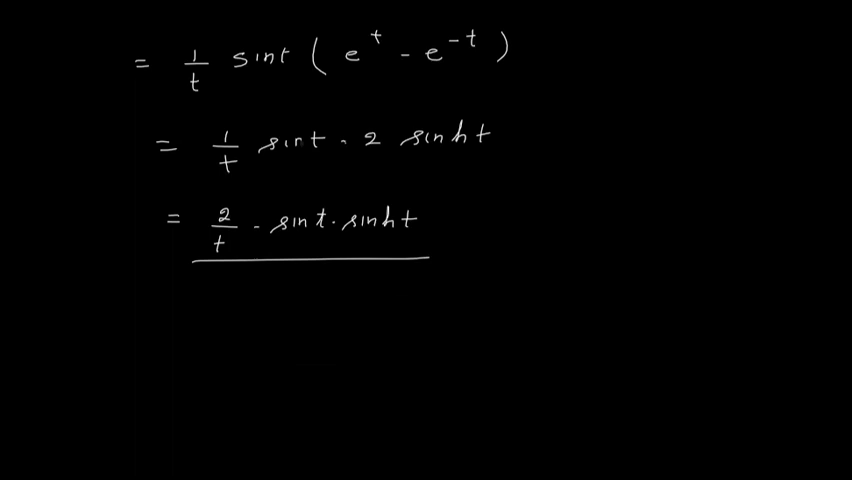 = 1/t sint ( e^t - e^-t )
= 1/t sint . 2 sinht
= 2/t - sint . sinht